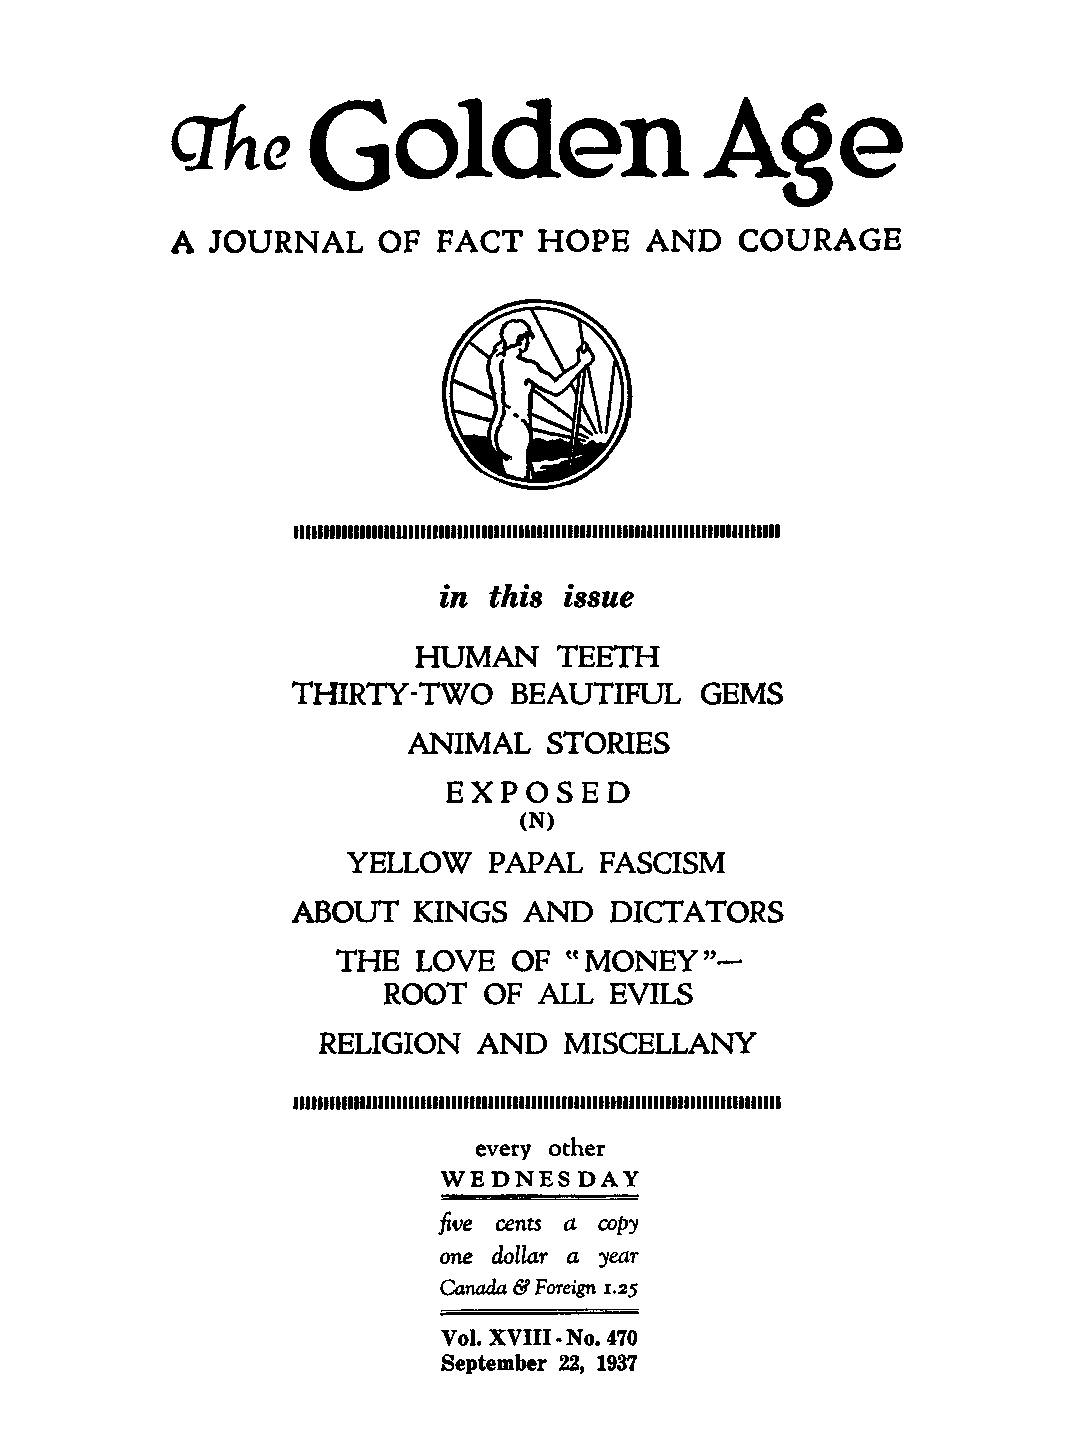 The Golden Age
A JOURNAL OF FACT HOPE AND COURAGE
in this issue
HUMAN TEETH
THIRTY-TWO BEAUTIFUL GEMS
ANIMAL STORIES
EXPOSED
(N)
YELLOW PAPAL FASCISM
ABOUT KINGS AND DICTATORS
THE LOVE OF "MONEY"—
ROOT OF ALL EVILS
RELIGION AND MISCELLANY
every other
WEDNESDAY
five cents a copy
one dollar a year
Canada & Foreign 1.25
Vol. XVIII - No. 470
September 22, 1937